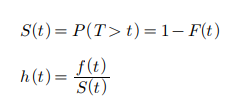 S(t) = P(T > t) = 1 − F(t)
h(t) = f(t) / S(t)